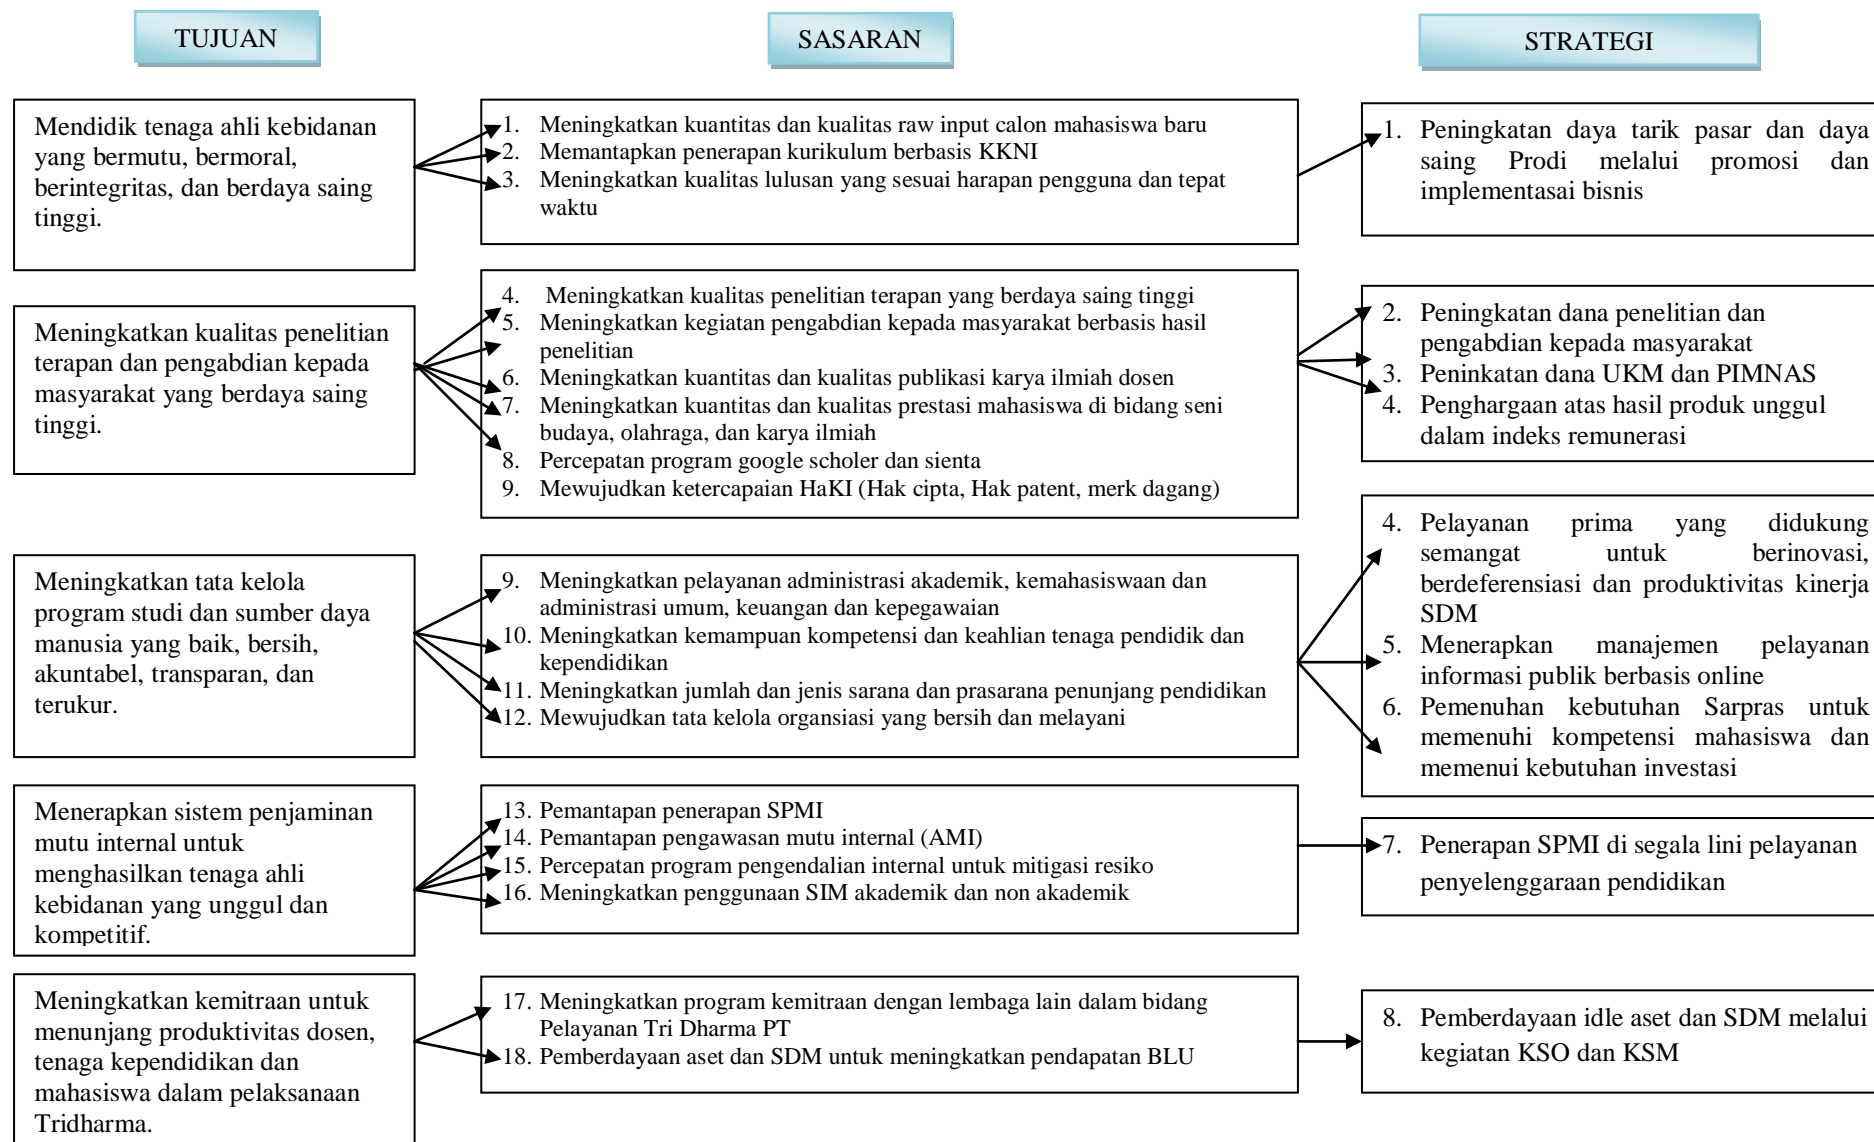 TUJUAN
SASARAN
STRATEGI
Mendidik tenaga ahli kebidanan
yang bermutu, bermoral,
berintegritas, dan berdaya saing
tinggi.
1. Meningkatkan kuantitas dan kualitas raw input calon mahasiswa baru
2. Memantapkan penerapan kurikulum berbasis KKNI
3. Meningkatkan kualitas lulusan yang sesuai harapan pengguna dan tepat
waktu
1. Peningkatan daya tarik pasar dan daya
saing Prodi melalui promosi dan
implementasai bisnis
Meningkatkan kualitas penelitian
terapan dan pengabdian kepada
masyarakat yang berdaya saing
tinggi.
4. Meningkatkan kualitas penelitian terapan yang berdaya saing tinggi
5. Meningkatkan kegiatan pengabdian kepada masyarakat berbasis hasil
penelitian
6. Meningkatkan kuantitas dan kualitas publikasi karya ilmiah dosen
7. Meningkatkan kuantitas dan kualitas prestasi mahasiswa di bidang seni
budaya, olahraga, dan karya ilmiah
8. Percepatan program google scholer dan sienta
9. Mewujudkan ketercapaian HaKI (Hak cipta, Hak patent, merk dagang)
2. Peningkatan dana penelitian dan
pengabdian kepada masyarakat
3. Peninkatan dana UKM dan PIMNAS
4. Penghargaan atas hasil produk unggul
dalam indeks remunerasi
Meningkatkan tata kelola
program studi dan sumber daya
manusia yang baik, bersih,
akuntabel, transparan, dan
terukur.
9. Meningkatkan pelayanan administrasi akademik, kemahasiswaan dan
administrasi umum, keuangan dan kepegawaian
10. Meningkatkan kemampuan kompetensi dan keahlian tenaga pendidik dan
kependidikan
11. Meningkatkan jumlah dan jenis sarana dan prasarana penunjang pendidikan
12. Mewujudkan tata kelola organsiasi yang bersih dan melayani
4. Pelayanan prima yang didukung
semangat untuk berinovasi,
berdeferensiasi dan produktivitas kinerja
SDM
5. Menerapkan manajemen pelayanan
informasi publik berbasis online
6. Pemenuhan kebutuhan Sarpras untuk
memenuhi kompetensi mahasiswa dan
memenui kebutuhan investasi
Menerapkan sistem penjaminan
mutu internal untuk
menghasilkan tenaga ahli
kebidanan yang unggul dan
kompetitif.
13. Pemantapan penerapan SPMI
14. Pemantapan pengawasan mutu internal (AMI)
15. Percepatan program pengendalian internal untuk mitigasi resiko
16. Meningkatkan penggunaan SIM akademik dan non akademik
7. Penerapan SPMI di segala lini pelayanan
penyelenggaraan pendidikan
Meningkatkan kemitraan untuk
menunjang produktivitas dosen,
tenaga kependidikan dan
mahasiswa dalam pelaksanaan
Tridharma.
17. Meningkatkan program kemitraan dengan lembaga lain dalam bidang
Pelayanan Tri Dharma PT
18. Pemberdayaan aset dan SDM untuk meningkatkan pendapatan BLU
8. Pemberdayaan idle aset dan SDM melalui
kegiatan KSO dan KSM